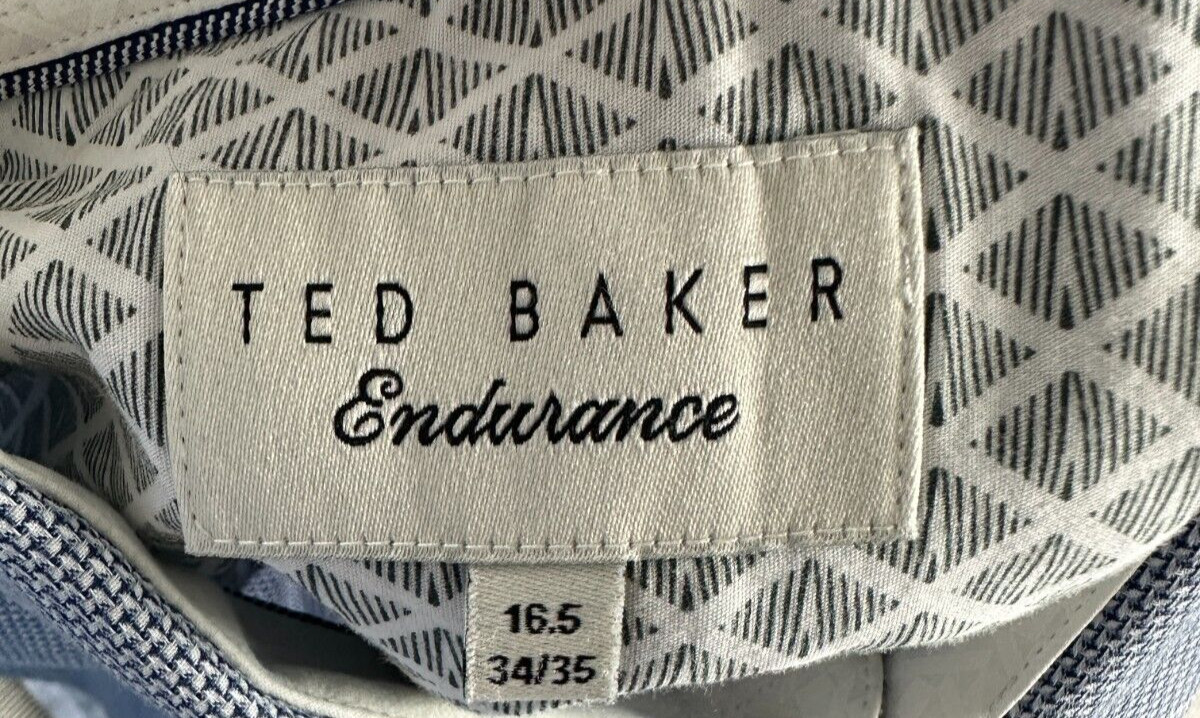 TED BAKER
Endurance
16.5
34/35